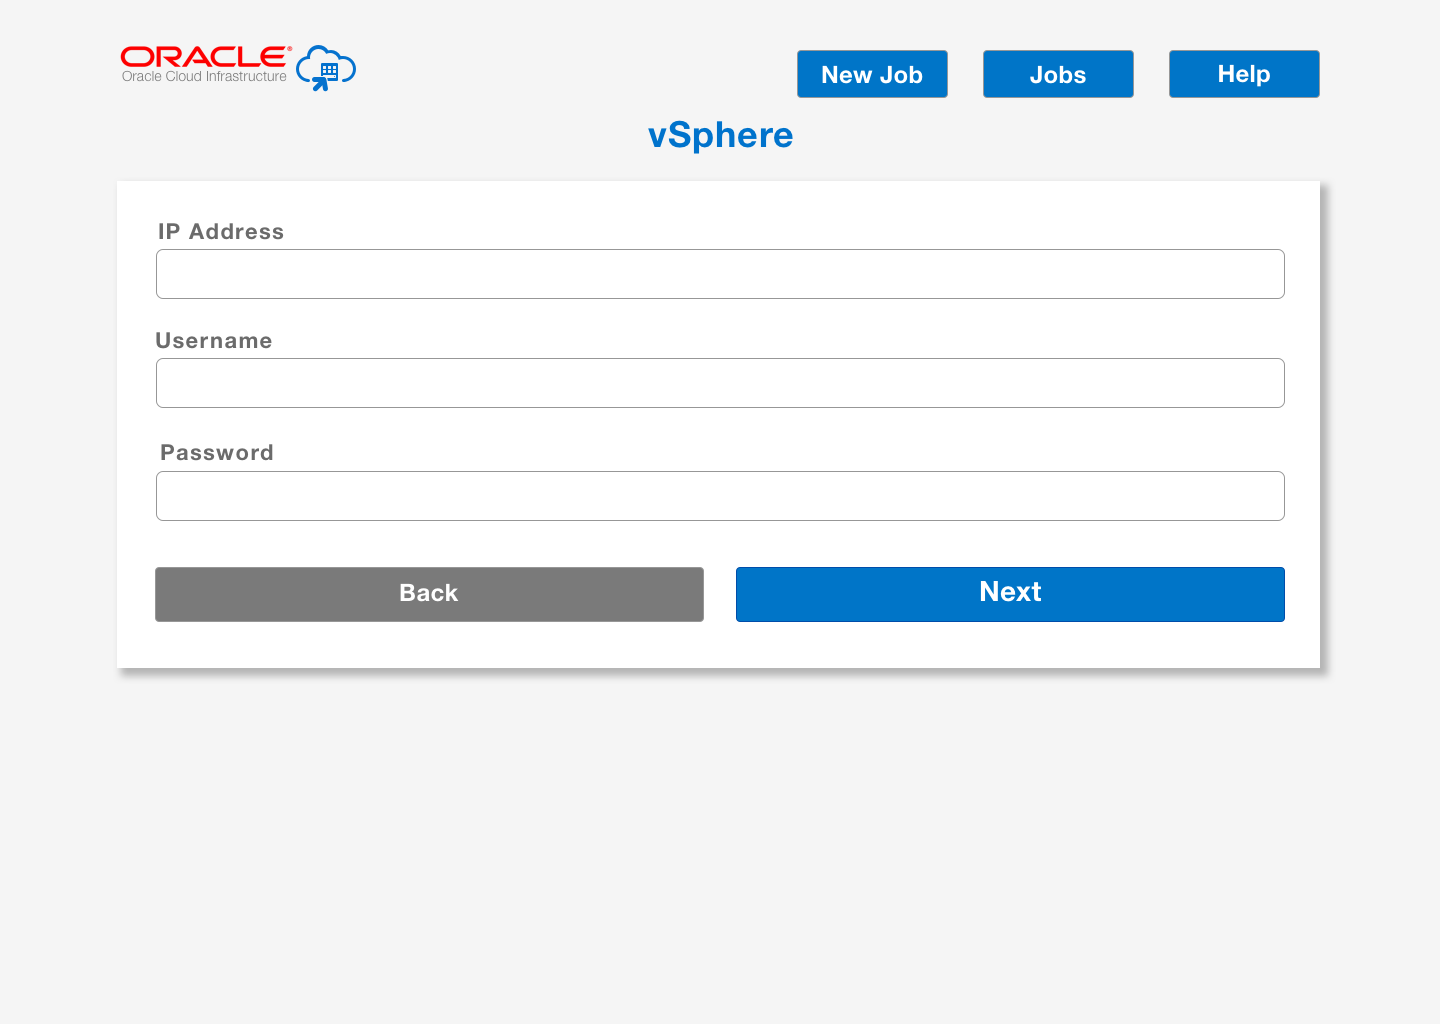 ORACLE®
Oracle Cloud Infrastructure
New Job
Jobs
Help
vSphere
IP Address
Username
Password
Back
Next